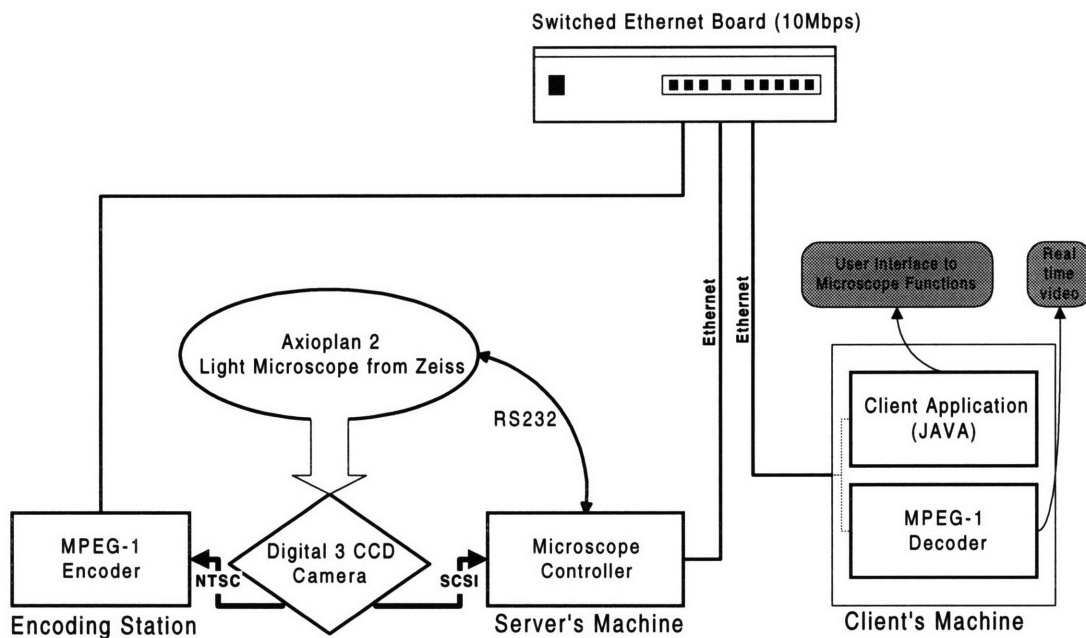 Switched Ethernet Board (10Mbps)
User Interface to
Microscope Functions
Real
time
video
Ethernet
Ethernet
Axioplan 2
Light Microscope from Zeiss
RS232
Client Application
(JAVA)
MPEG-1
Decoder
MPEG-1
Encoder
NTSC
Digital 3 CCD
Camera
SCSI
Microscope
Controller
Encoding Station
Server's Machine
Client's Machine